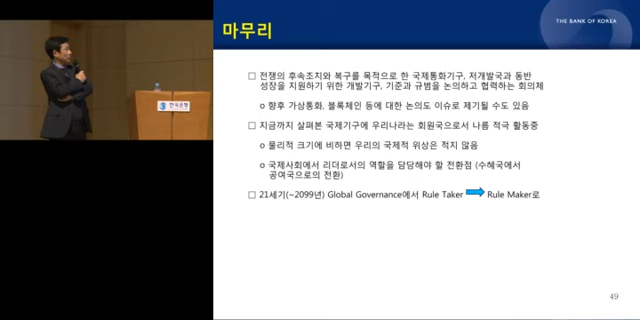 THE BANK OF KOREA
마무리
□ 전쟁의 후속조치와 복구를 목적으로 한 국제통화기구, 저개발국과 동반
성장을 지원하기 위한 개발기구, 기준과 규범을 논의하고 협력하는 회의체
o 향후 가상통화, 블록체인 등에 대한 논의도 이슈로 제기될 수도 있음
□ 지금까지 살펴본 국제기구에 우리나라는 회원국으로서 나름 적극 활동중
o 물리적 크기에 비하면 우리의 국제적 위상은 적지 않음
o 국제사회에서 리더로서의 역할을 담당해야 할 전환점 (수혜국에서
공여국으로의 전환)
□ 21세기(~2099년) Global Governance에서 Rule Taker ➡ Rule Maker로
한국은행
49